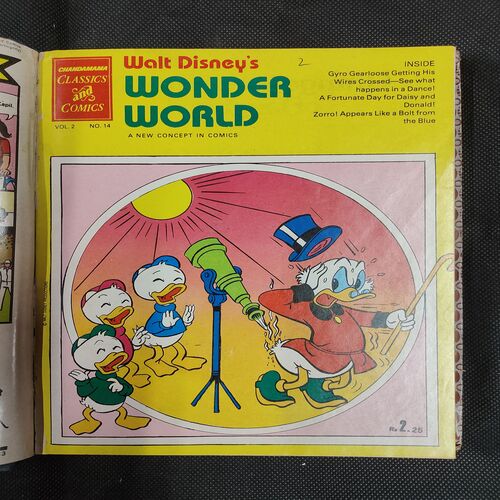 CHANDAMAMA
CLASSICS
and
COMICS
VOL. 2 NO. 14
Walt Disney's
WONDER
WORLD
A NEW CONCEPT IN COMICS
2
INSIDE
Gyro Gearloose Getting His
Wires Crossed—See what
happens in a Dance!
A Fortunate Day for Daisy and
Donald!
Zorro! Appears Like a Bolt from
the Blue
Rs 2.25